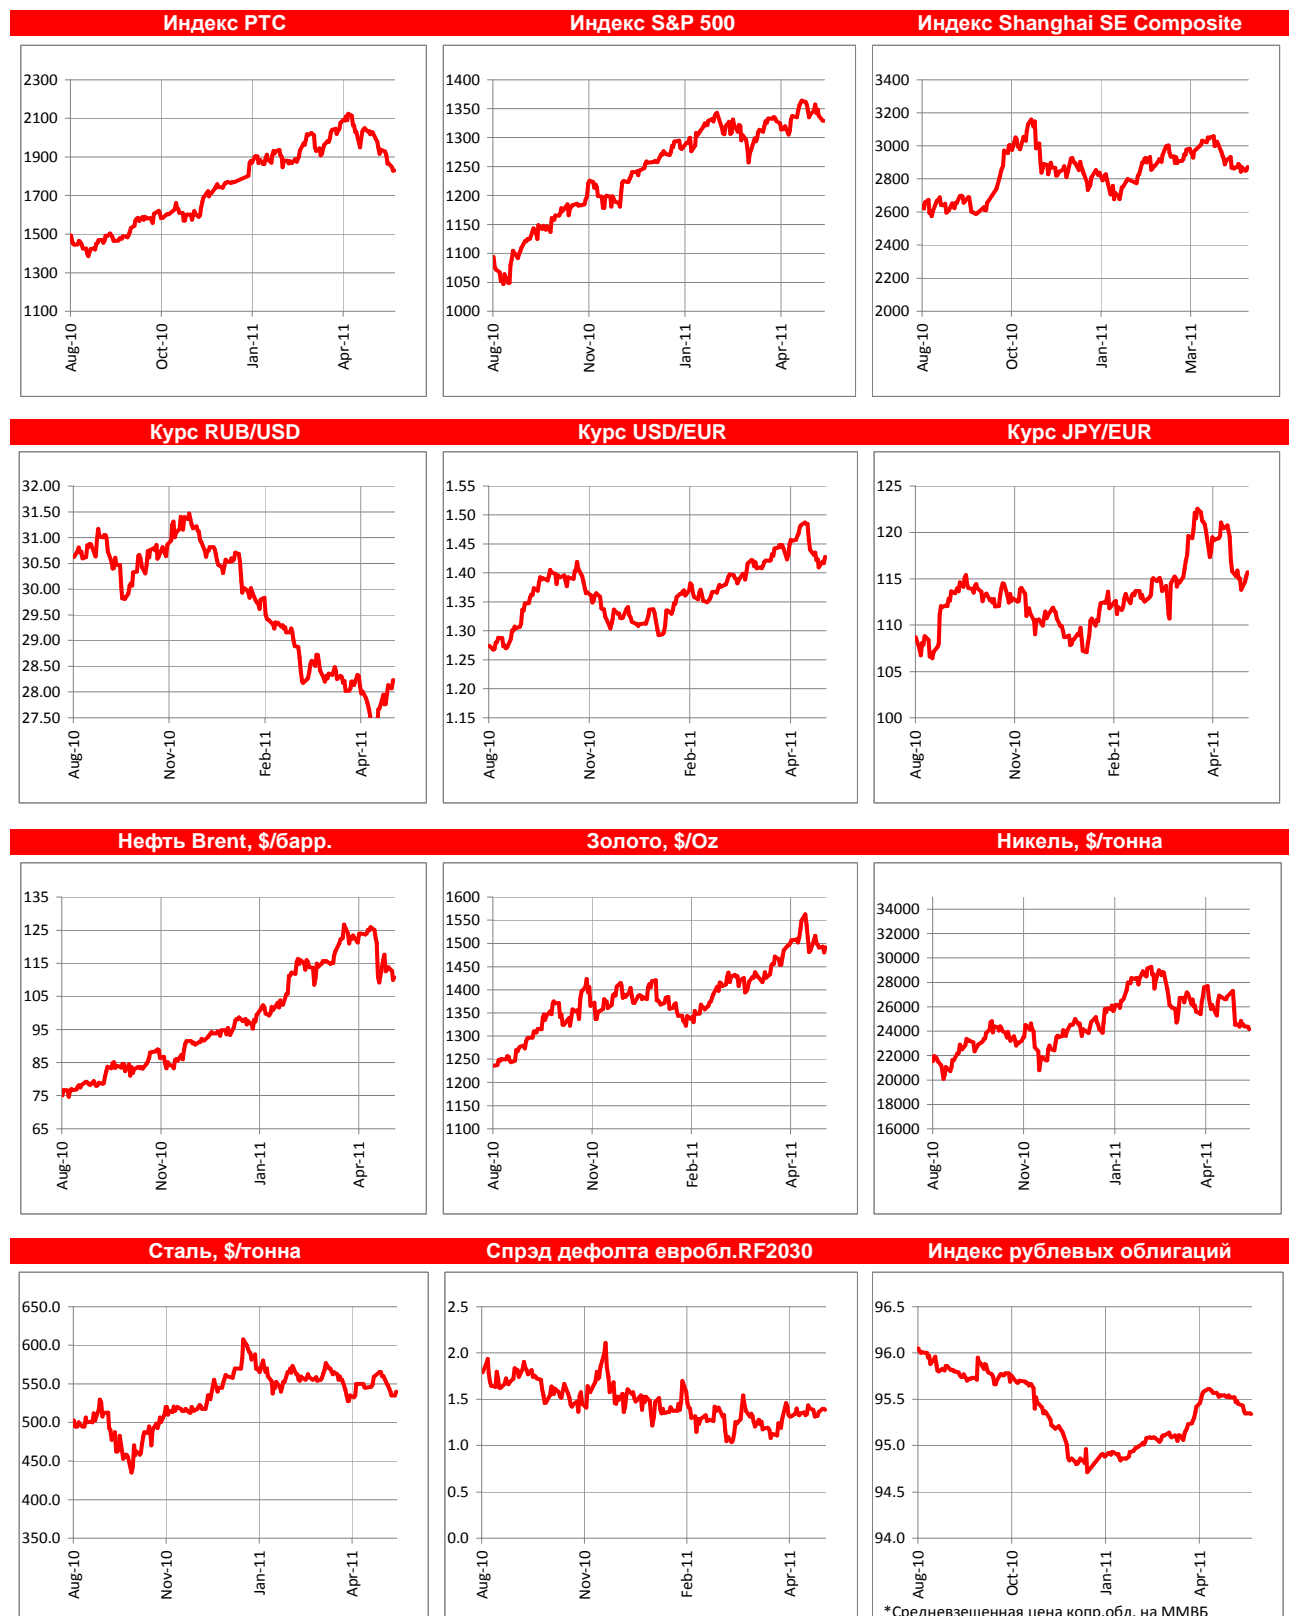 Индекс РТС
Индекс S&P 500
Индекс Shanghai SE Composite
2300
2100
1900
1700
1500
1300
1100
Aug-10
Oct-10
Jan-11
Apr-11
1400
1350
1300
1250
1200
1150
1100
1050
1000
Aug-10
Nov-10
Jan-11
Apr-11
3400
3200
3000
2800
2600
2400
2200
2000
Aug-10
Oct-10
Jan-11
Mar-11
Курс RUB/USD
Курс USD/EUR
Курс JPY/EUR
32.00
31.50
31.00
30.50
30.00
29.50
29.00
28.50
28.00
27.50
Aug-10
Nov-10
Feb-11
Apr-11
1.55
1.50
1.45
1.40
1.35
1.30
1.25
1.20
1.15
Aug-10
Nov-10
Feb-11
Apr-11
125
120
115
110
105
100
Aug-10
Nov-10
Feb-11
Apr-11
Нефть Brent, $/барр.
Золото, $/Oz
Никель, $/тонна
135
125
115
105
95
85
75
65
Aug-10
Nov-10
Jan-11
Apr-11
1600
1550
1500
1450
1400
1350
1300
1250
1200
1150
1100
Aug-10
Nov-10
Feb-11
Apr-11
34000
32000
30000
28000
26000
24000
22000
20000
18000
16000
Aug-10
Nov-10
Jan-11
Apr-11
Сталь, $/тонна
Спрэд дефолта евробл.RF2030
Индекс рублевых облигаций
650.0
600.0
550.0
500.0
450.0
400.0
350.0
Aug-10
Nov-10
Jan-11
Apr-11
2.5
2.0
1.5
1.0
0.5
0.0
Aug-10
Nov-10
Feb-11
Apr-11
96.5
96.0
95.5
95.0
94.5
94.0
Aug-10
Oct-10
Jan-11
Apr-11
*Средневзешенная цена копр.обл. на ММВБ